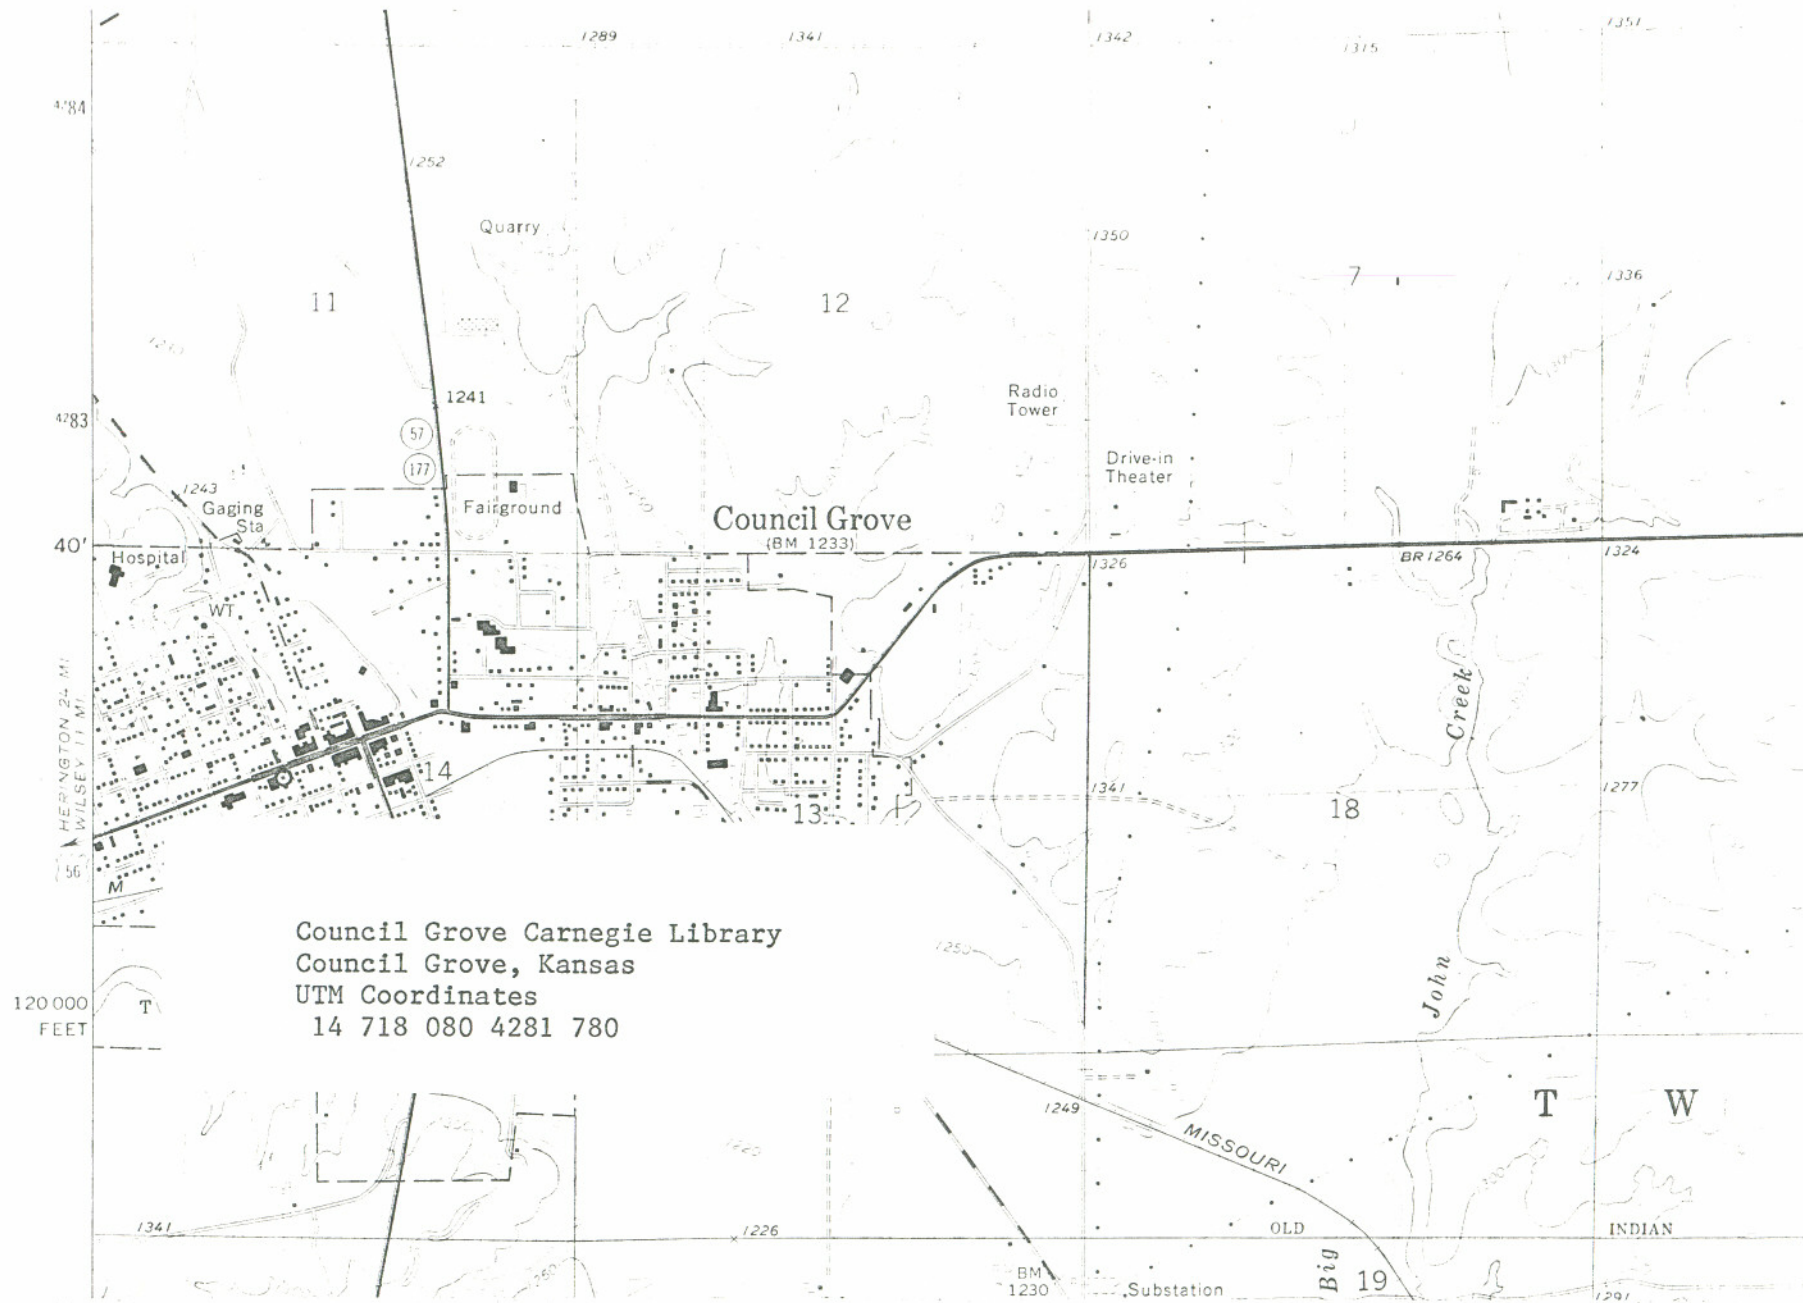 1351
1289
1341
1342
1315
4284
1252
Quarry
1350
7
1336
11
12
1230
Radio
Tower
1241
4283
57
Drive-in
Theater
177
1243
Gaging
Sta
Fairground
Council Grove
(BM 1233)
40'
Hospital
BR 1264
1324
1326
WT
HERINGTON 24 MI
WILSEY 11 MI
Creek
14
1341
1277
13
18
56
M
Council Grove Carnegie Library
Council Grove, Kansas
UTM Coordinates
14 718 080 4281 780
1250
John
120 000
FEET
T
T W
1249
MISSOURI
1341
1226
OLD
INDIAN
Big
19
BM
1230
Substation
1291